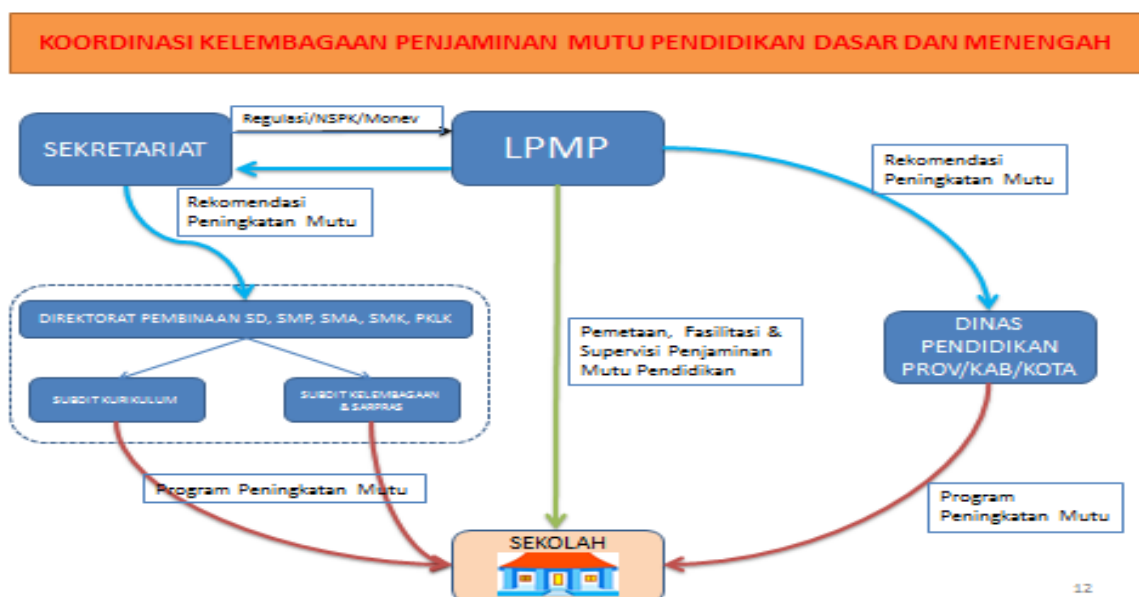 KOORDINASI KELEMBAGAAN PENJAMINAN MUTU PENDIDIKAN DASAR DAN MENENGAH
Regulasi/NSPK/Monev
SEKRETARIAT
LPMP
Rekomendasi
Peningkatan Mutu
Rekomendasi
Peningkatan Mutu
DIREKTORAT PEMBINAAN SD, SMP, SMA, SMK, PKLK
SUBDIT KURIKULUM
SUBDIT KELEMBAGAAN
& SARPRAS
Pemetaan, Fasilitasi &
Supervisi Penjaminan
Mutu Pendidikan
DINAS
PENDIDIKAN
PROV/KAB/KOTA
Program Peningkatan Mutu
Program
Peningkatan Mutu
SEKOLAH
12